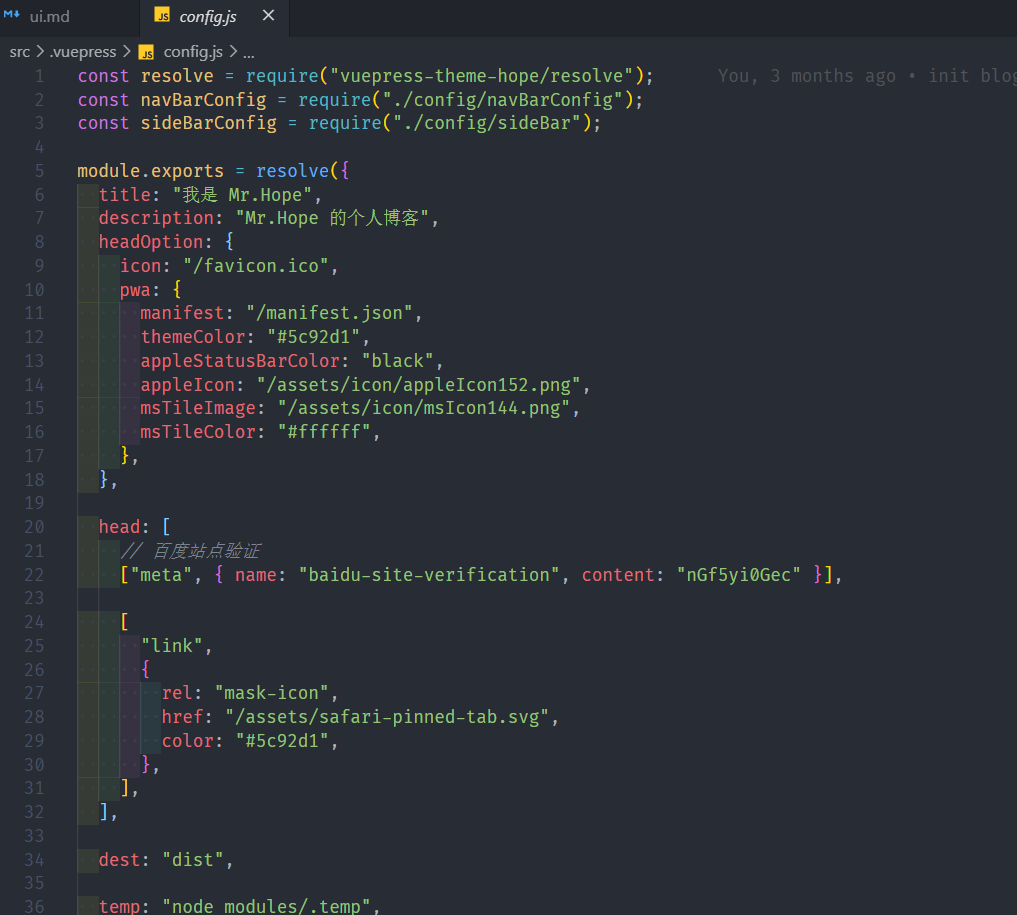 ui.md
JS config.js ×
src > .vuepress > JS config.js > ...
1 const resolve = require("vuepress-theme-hope/resolve"); You, 3 months ago • init blog
2 const navBarConfig = require("./config/navBarConfig");
3 const sideBarConfig = require("./config/sideBar");
4
5 module.exports = resolve({
6 title: "我是 Mr.Hope",
7 description: "Mr.Hope 的个人博客",
8 headOption: {
9 icon: "/favicon.ico",
10 pwa: {
11 manifest: "/manifest.json",
12 themeColor: "#5c92d1",
13 appleStatusBarColor: "black",
14 appleIcon: "/assets/icon/appleIcon152.png",
15 msTileImage: "/assets/icon/msIcon144.png",
16 msTileColor: "#ffffff",
17 },
18 },
19
20 head: [
21 // 百度站点验证
22 ["meta", { name: "baidu-site-verification", content: "nGf5yi0Gec" }],
23
24 [
25 "link",
26 {
27 rel: "mask-icon",
28 href: "/assets/safari-pinned-tab.svg",
29 color: "#5c92d1",
30 },
31 ],
32 ],
33
34 dest: "dist",
35
36 temp: "node_modules/.temp",